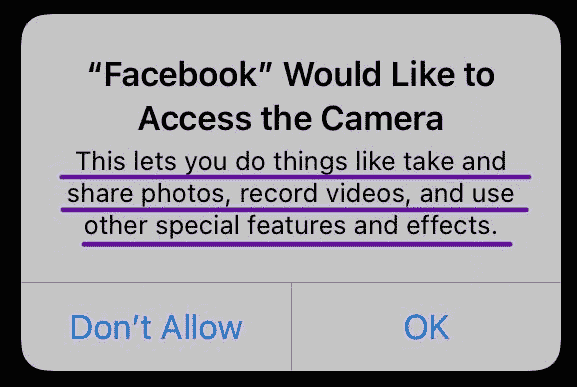 “Facebook” Would Like to
Access the Camera
This lets you do things like take and
share photos, record videos, and use
other special features and effects.
Don’t Allow
OK